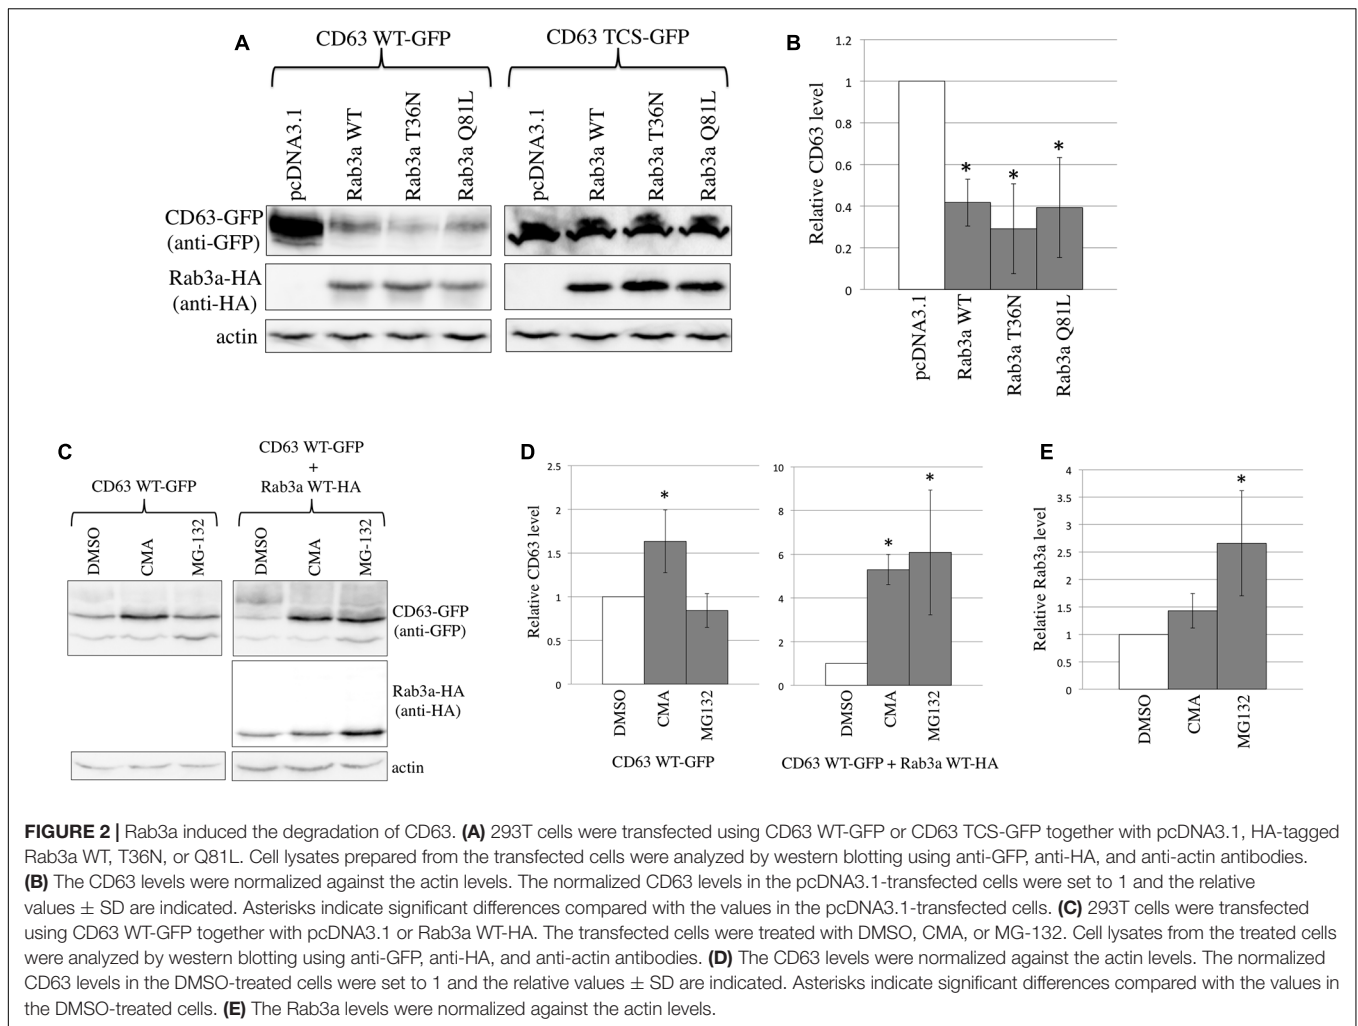 A
CD63 WT-GFP
CD63 TCS-GFP
pcDNA3.1
Rab3a WT
Rab3a T36N
Rab3a Q81L
pcDNA3.1
Rab3a WT
Rab3a T36N
Rab3a Q81L
CD63-GFP
(anti-GFP)
Rab3a-HA
(anti-HA)
actin
B
Relative CD63 level
1.2
1
0.8
0.6
0.4
0.2
0
*
*
*
pcDNA3.1
Rab3a WT
Rab3a T36N
Rab3a Q81L
C
CD63 WT-GFP
CD63 WT-GFP
+
Rab3a WT-HA
DMSO
CMA
MG-132
DMSO
CMA
MG-132
CD63-GFP
(anti-GFP)
Rab3a-HA
(anti-HA)
actin
D
Relative CD63 level
2.5
2
1.5
1
0.5
0
*
DMSO
CMA
MG132
CD63 WT-GFP
10
8
6
4
2
0
*
*
DMSO
CMA
MG132
CD63 WT-GFP + Rab3a WT-HA
E
Relative Rab3a level
4
3.5
3
2.5
2
1.5
1
0.5
0
*
DMSO
CMA
MG132
FIGURE 2 | Rab3a induced the degradation of CD63. (A) 293T cells were transfected using CD63 WT-GFP or CD63 TCS-GFP together with pcDNA3.1, HA-tagged
Rab3a WT, T36N, or Q81L. Cell lysates prepared from the transfected cells were analyzed by western blotting using anti-GFP, anti-HA, and anti-actin antibodies.
(B) The CD63 levels were normalized against the actin levels. The normalized CD63 levels in the pcDNA3.1-transfected cells were set to 1 and the relative
values ± SD are indicated. Asterisks indicate significant differences compared with the values in the pcDNA3.1-transfected cells. (C) 293T cells were transfected
using CD63 WT-GFP together with pcDNA3.1 or Rab3a WT-HA. The transfected cells were treated with DMSO, CMA, or MG-132. Cell lysates from the treated cells
were analyzed by western blotting using anti-GFP, anti-HA, and anti-actin antibodies. (D) The CD63 levels were normalized against the actin levels. The normalized
CD63 levels in the DMSO-treated cells were set to 1 and the relative values ± SD are indicated. Asterisks indicate significant differences compared with the values in
the DMSO-treated cells. (E) The Rab3a levels were normalized against the actin levels.